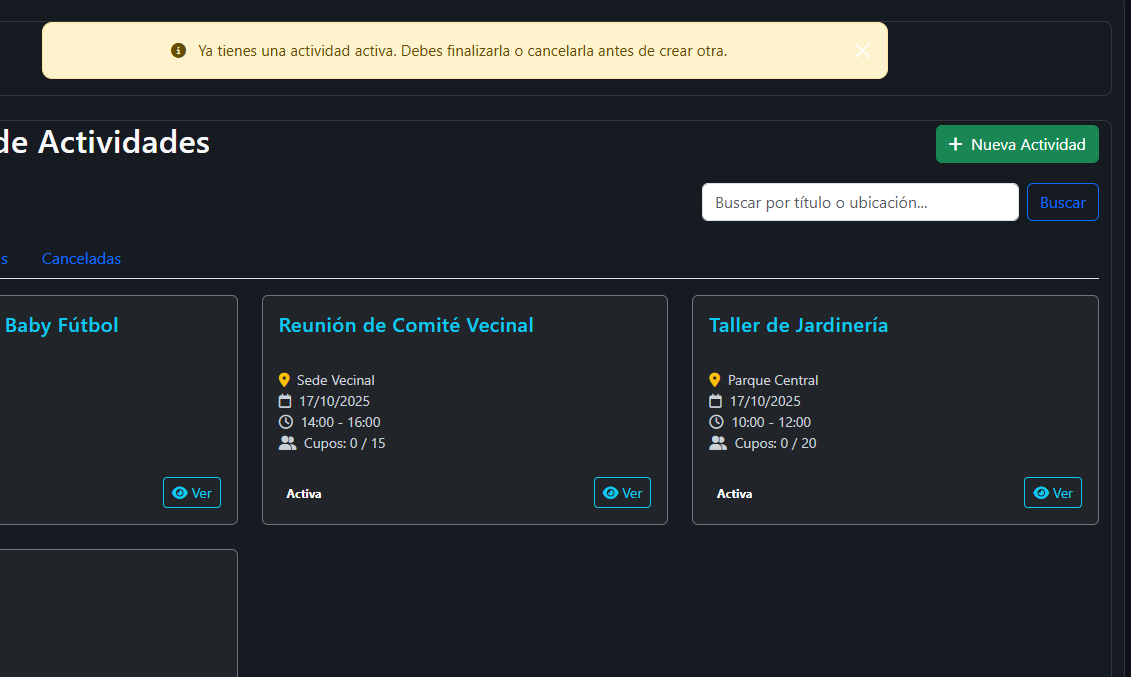 Ya tienes una actividad activa. Debes finalizarla o cancelarla antes de crear otra.
de Actividades
Nueva Actividad
Buscar por título o ubicación...
Buscar
s
Canceladas
Baby Fútbol
Ver
Reunión de Comité Vecinal
Sede Vecinal
17/10/2025
14:00 - 16:00
Cupos: 0 / 15
Activa
Ver
Taller de Jardinería
Parque Central
17/10/2025
10:00 - 12:00
Cupos: 0 / 20
Activa
Ver